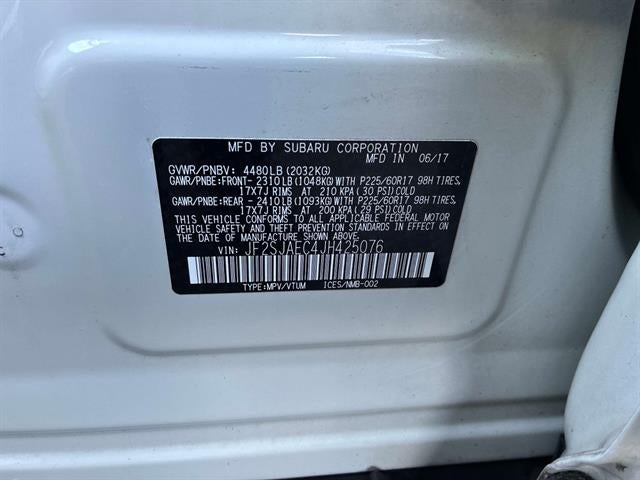 MFD BY SUBARU CORPORATION
MFD IN 06/17
GVWR/PNBV: 4480LB(2032KG)
GAWR/PNBE:FRONT- 2310LB(1048KG)WITH P225/60R17 98H TIRES,
17X7J RIMS AT 210 KPA(30 PSI)COLD
GAWR/PNBE:REAR - 2410LB(1093KG)WITH P225/60R17 98H TIRES,
17X7J RIMS AT 200 KPA(29 PSI)COLD
THIS VEHICLE CONFORMS TO ALL APPLICABLE FEDERAL MOTOR
VEHICLE SAFETY AND THEFT PREVENTION STANDARDS IN EFFECT ON THE
DATE OF MANUFACTURE SHOWN ABOVE.
VIN: JF2SJAEC4JH425076
TYPE:MPV/VTUM ICES/NMB-002